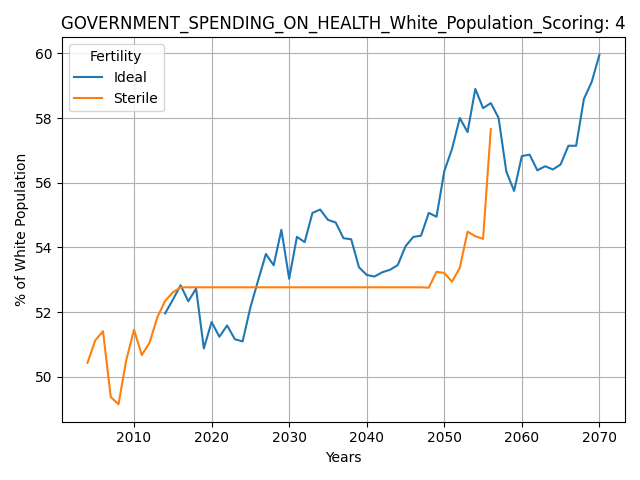 GOVERNMENT_SPENDING_ON_HEALTH_White_Population_Scoring: 4
Fertility
Ideal
Sterile
% of White Population
60
58
56
54
52
50
2010 2020 2030 2040 2050 2060 2070
Years